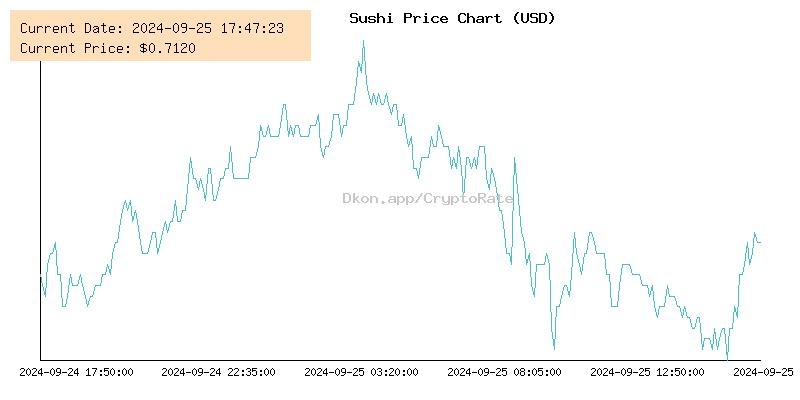 Sushi Price Chart (USD)
Current Date: 2024-09-25 17:47:23
Current Price: $0.7120
Dkon.app/CryptoRate
2024-09-24 17:50:00 2024-09-24 22:35:00 2024-09-25 03:20:00 2024-09-25 08:05:00 2024-09-25 12:50:00 2024-09-25